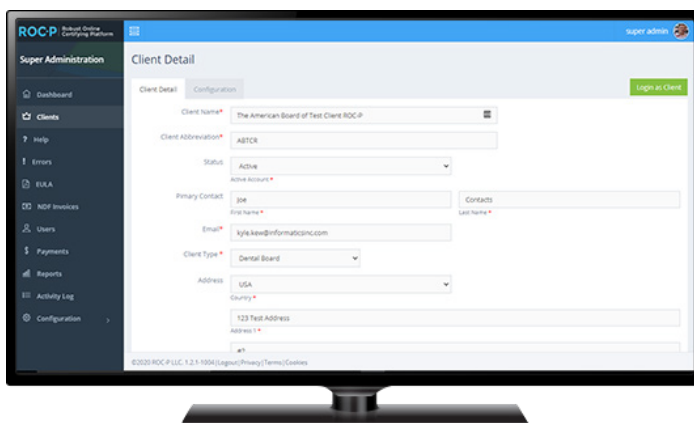 ROC-P Robust Online
Certifying Platform
super admin
Super Administration
Dashboard
Clients
? Help
! Errors
EULA
NDF Invoices
Users
$ Payments
Reports
Activity Log
Configuration >
Client Detail
Client Detail Configuration
Login as Client
Client Name* The American Board of Test Client ROC-P
Client Abbreviation* ABTCR
Status Active
Active Account *
Pimary Contact Joe Contacts
First Name * Last Name *
Email* kyle.kew@informaticsinc.com
Client Type * Dental Board
Address USA
Country *
123 Test Address
Address 1 *
#2
©2020 ROC-P LLC. 1.2.1-1004|Logout|Privacy|Terms|Cookies